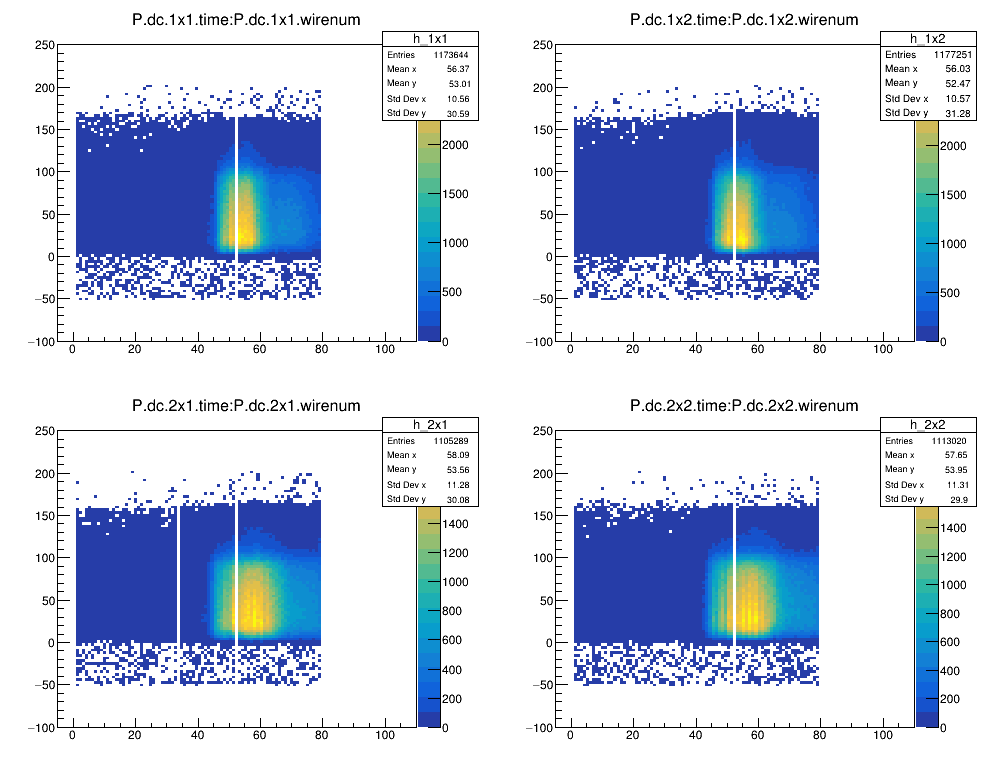 P.dc.1x1.time:P.dc.1x1.wirenum
h_1x1
Entries 1173644
Mean x 56.37
Mean y 53.01
Std Dev x 10.56
Std Dev y 30.59
250
200
150
100
50
0
−50
−100
0 20 40 60 80 100
2000
1500
1000
500
0
P.dc.1x2.time:P.dc.1x2.wirenum
h_1x2
Entries 1177251
Mean x 56.03
Mean y 52.47
Std Dev x 10.57
Std Dev y 31.28
250
200
150
100
50
0
−50
−100
0 20 40 60 80 100
2000
1500
1000
500
0
P.dc.2x1.time:P.dc.2x1.wirenum
h_2x1
Entries 1105289
Mean x 58.09
Mean y 53.56
Std Dev x 11.28
Std Dev y 30.08
250
200
150
100
50
0
−50
−100
0 20 40 60 80 100
1400
1200
1000
800
600
400
200
0
P.dc.2x2.time:P.dc.2x2.wirenum
h_2x2
Entries 1113020
Mean x 57.65
Mean y 53.95
Std Dev x 11.31
Std Dev y 29.9
250
200
150
100
50
0
−50
−100
0 20 40 60 80 100
1400
1200
1000
800
600
400
200
0